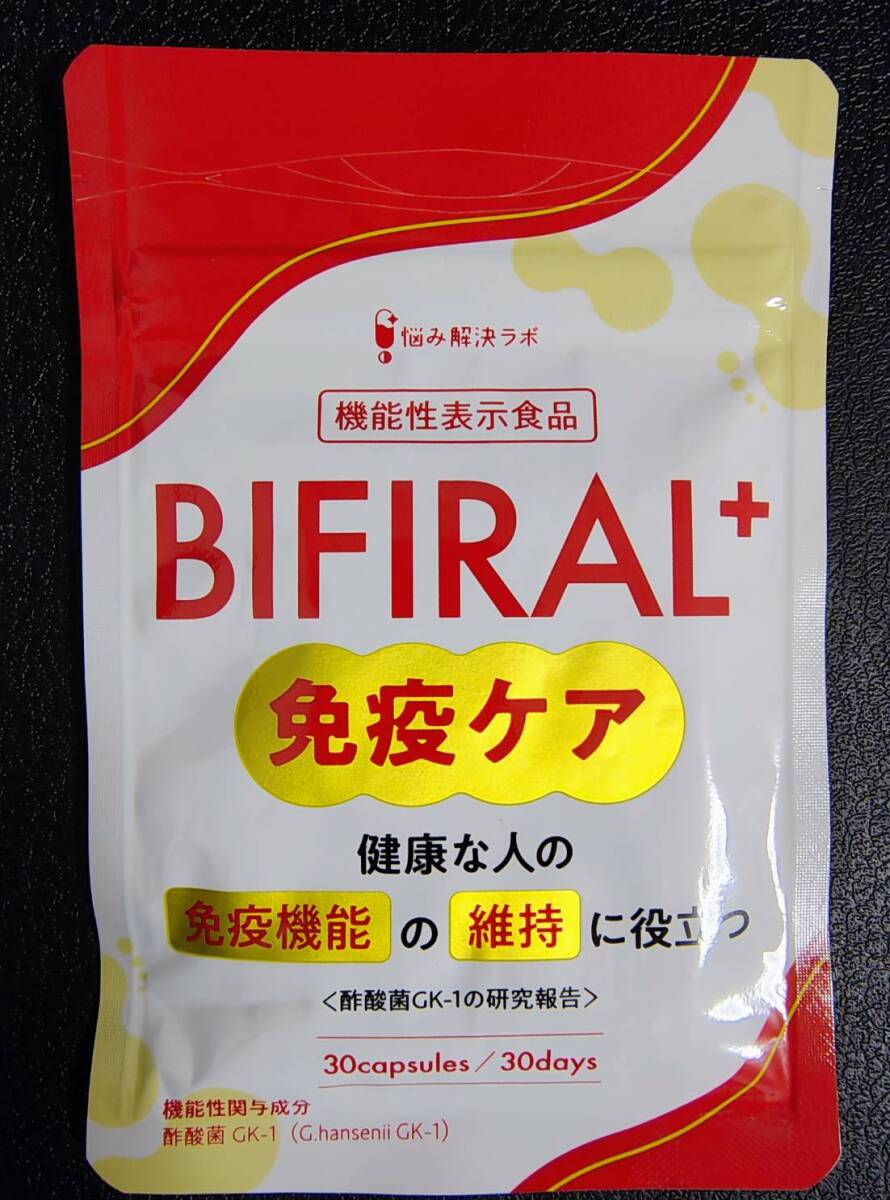 悩み解決ラボ
機能性表示食品
BIFIRAL+
免疫ケア
健康な人の
免疫機能の維持に役立つ
<酢酸菌GK-1の研究報告>
30capsules/30days
機能性関与成分
酢酸菌 GK-1 (G.hansenii GK-1)